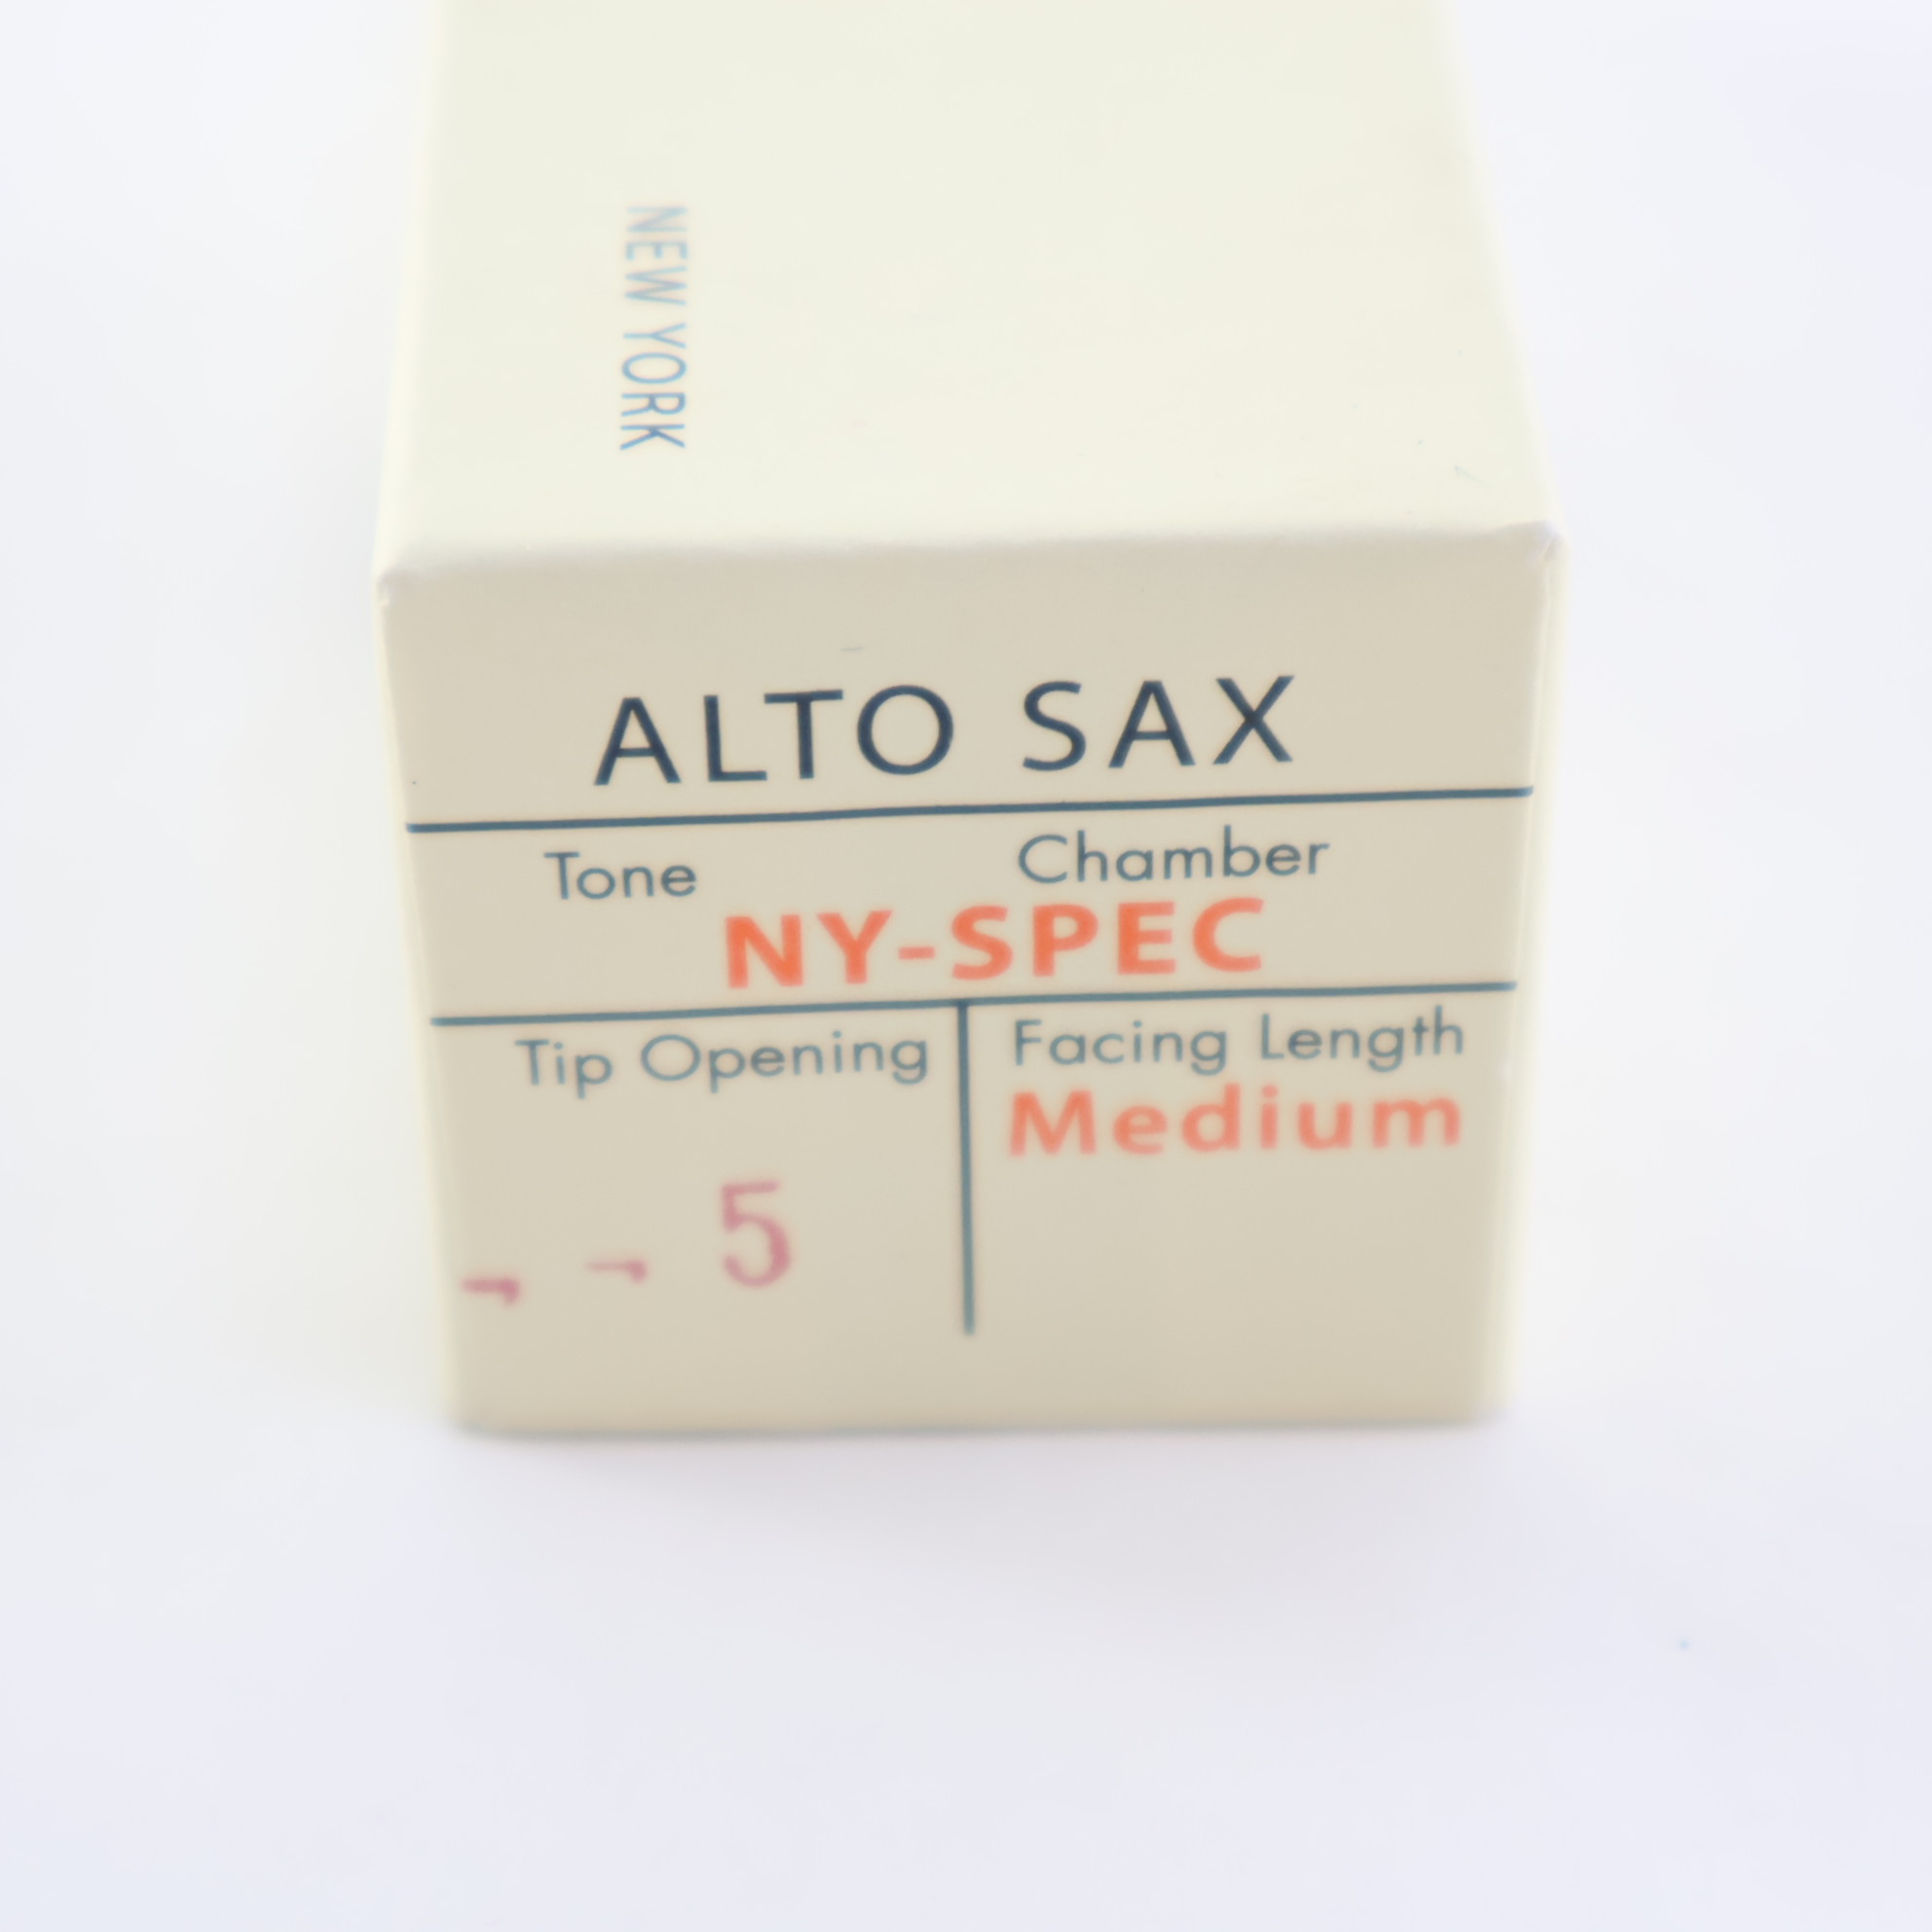 NEW YORK
ALTO SAX
Tone Chamber
NY-SPEC
Tip Opening Facing Length
Medium
5